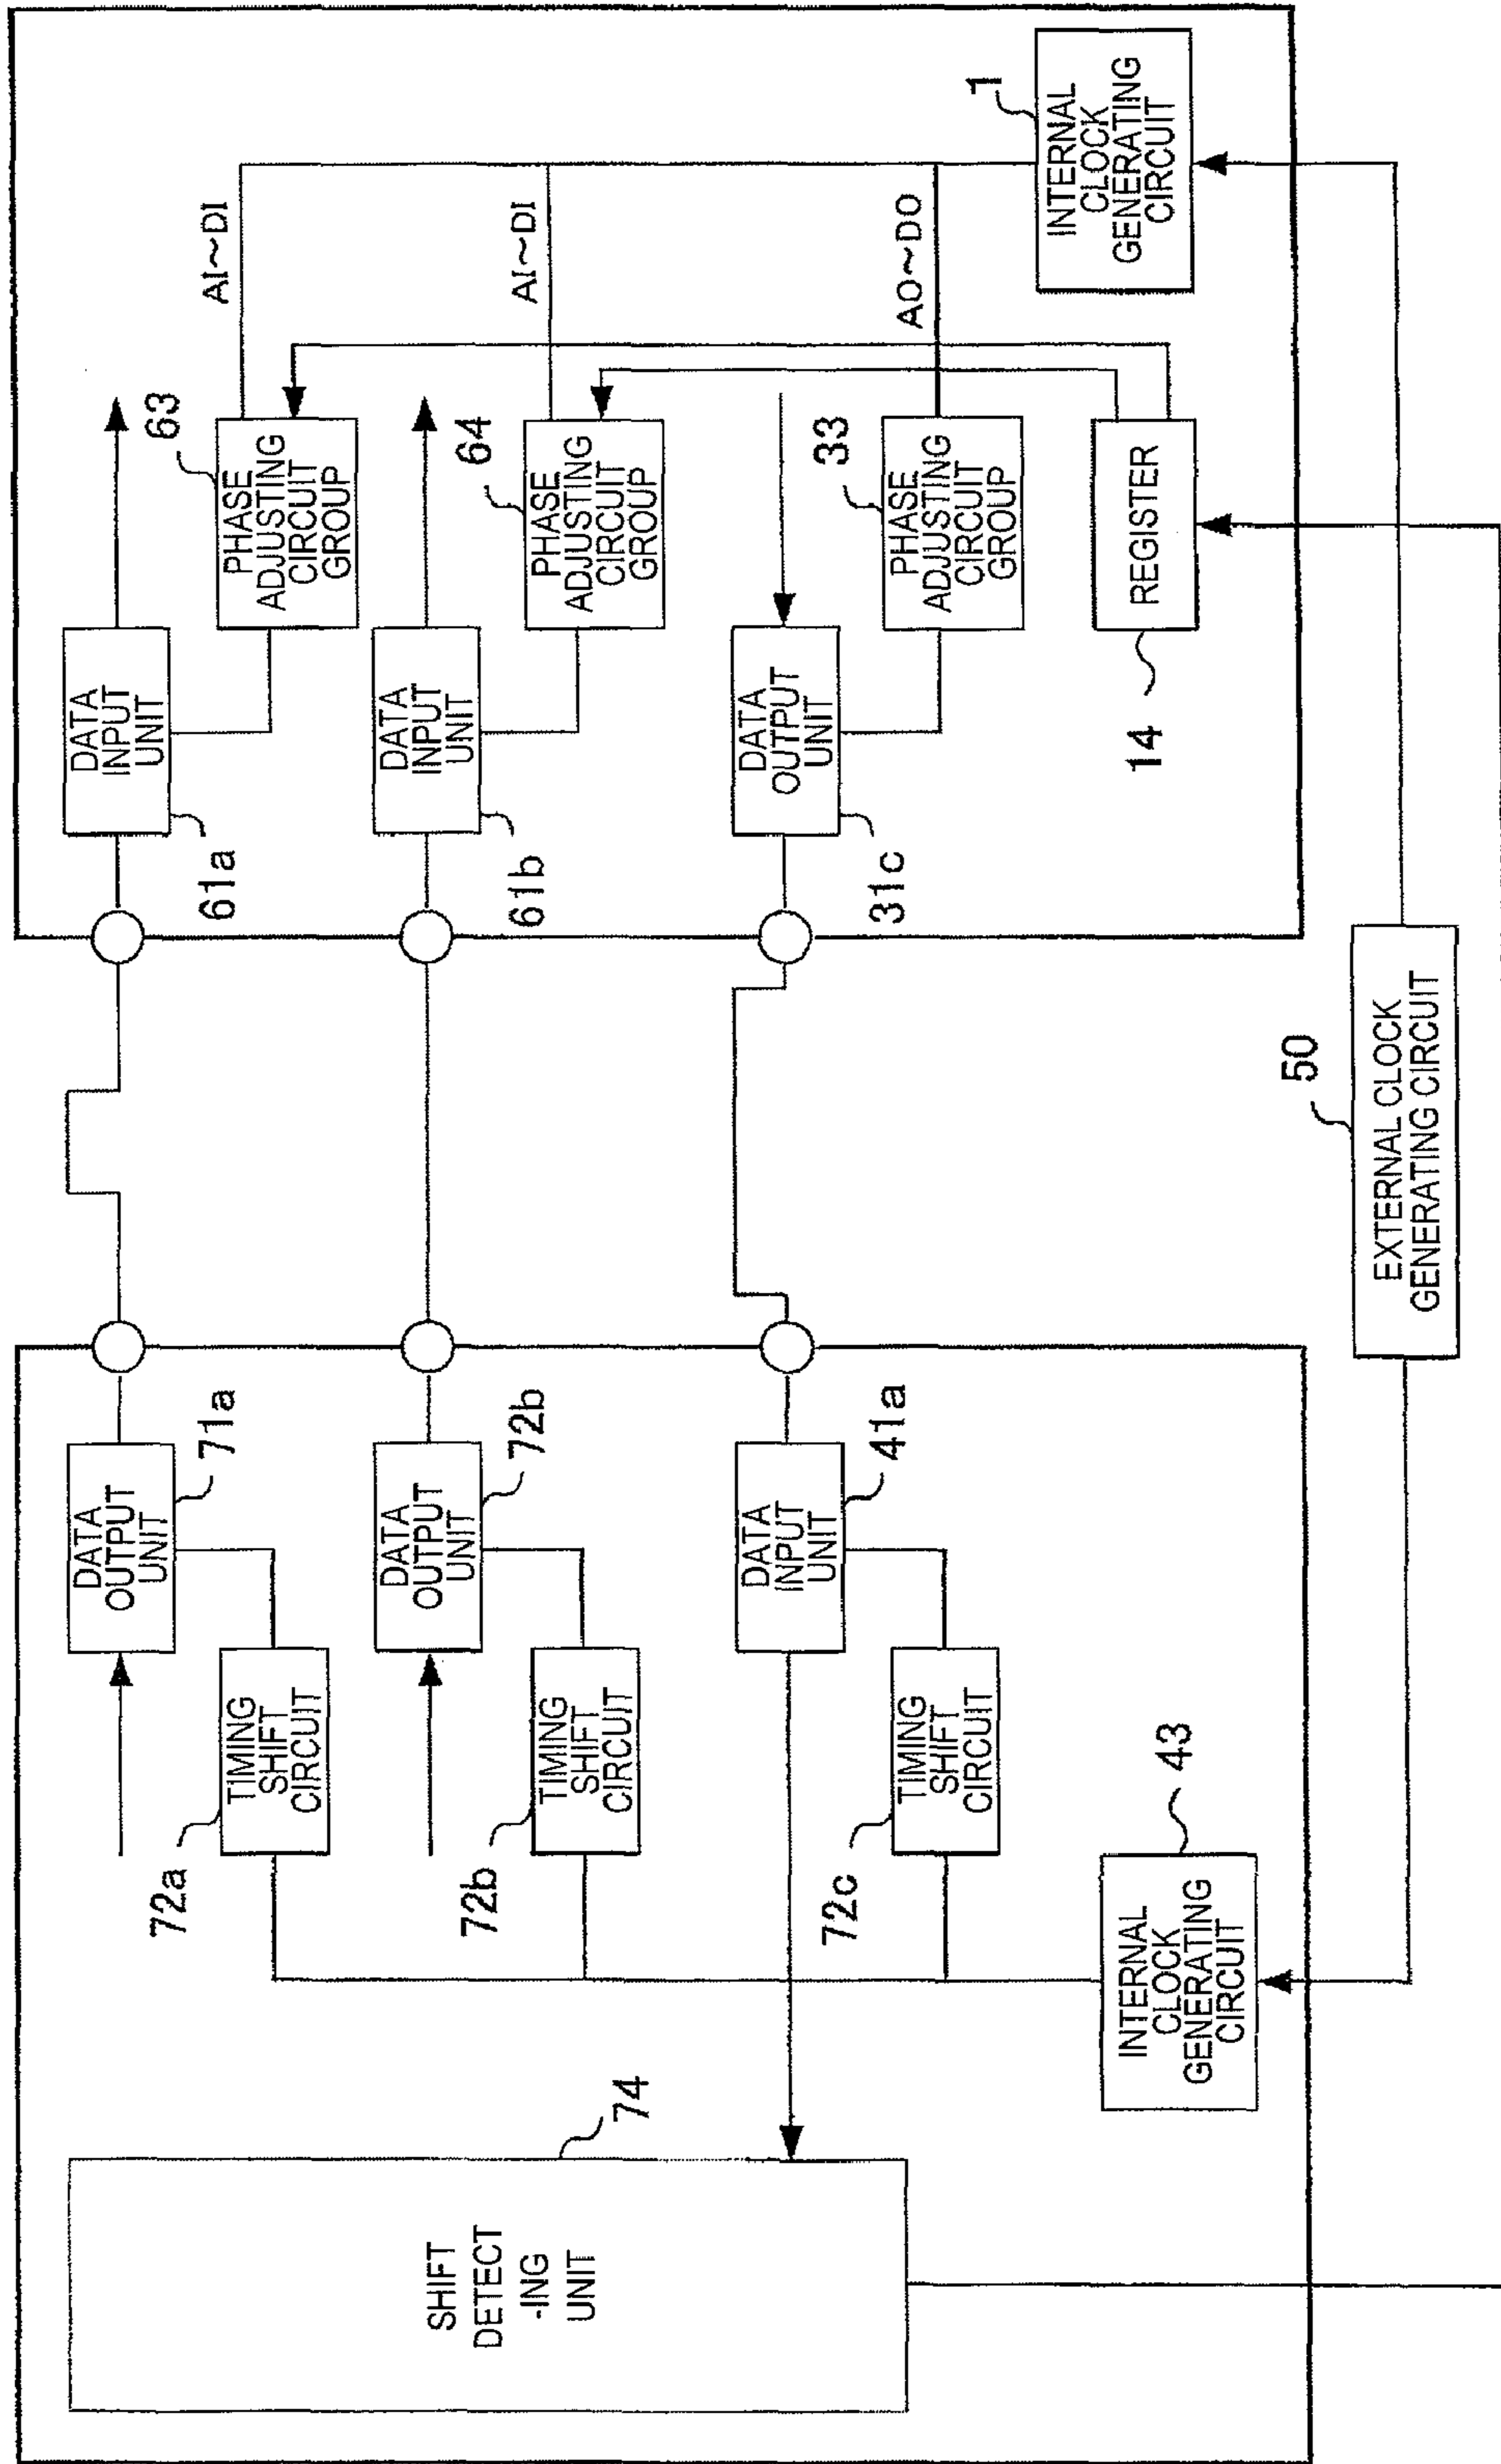 SHIFT
DETECT
-ING
UNIT
74
DATA
OUTPUT
UNIT
71a
TIMING
SHIFT
CIRCUIT
72a
DATA
OUTPUT
UNIT
72b
TIMING
SHIFT
CIRCUIT
72b
DATA
INPUT
UNIT
41a
TIMING
SHIFT
CIRCUIT
72c
INTERNAL
CLOCK
GENERATING
CIRCUIT
43
DATA
INPUT
UNIT
61a
PHASE
ADJUSTING
CIRCUIT
GROUP
63
AI~DI
DATA
INPUT
UNIT
61b
PHASE
ADJUSTING
CIRCUIT
GROUP
64
AI~DI
DATA
OUTPUT
UNIT
31c
PHASE
ADJUSTING
CIRCUIT
GROUP
33
AO~DO
REGISTER
14
INTERNAL
CLOCK
GENERATING
CIRCUIT
1
EXTERNAL CLOCK
GENERATING CIRCUIT
50